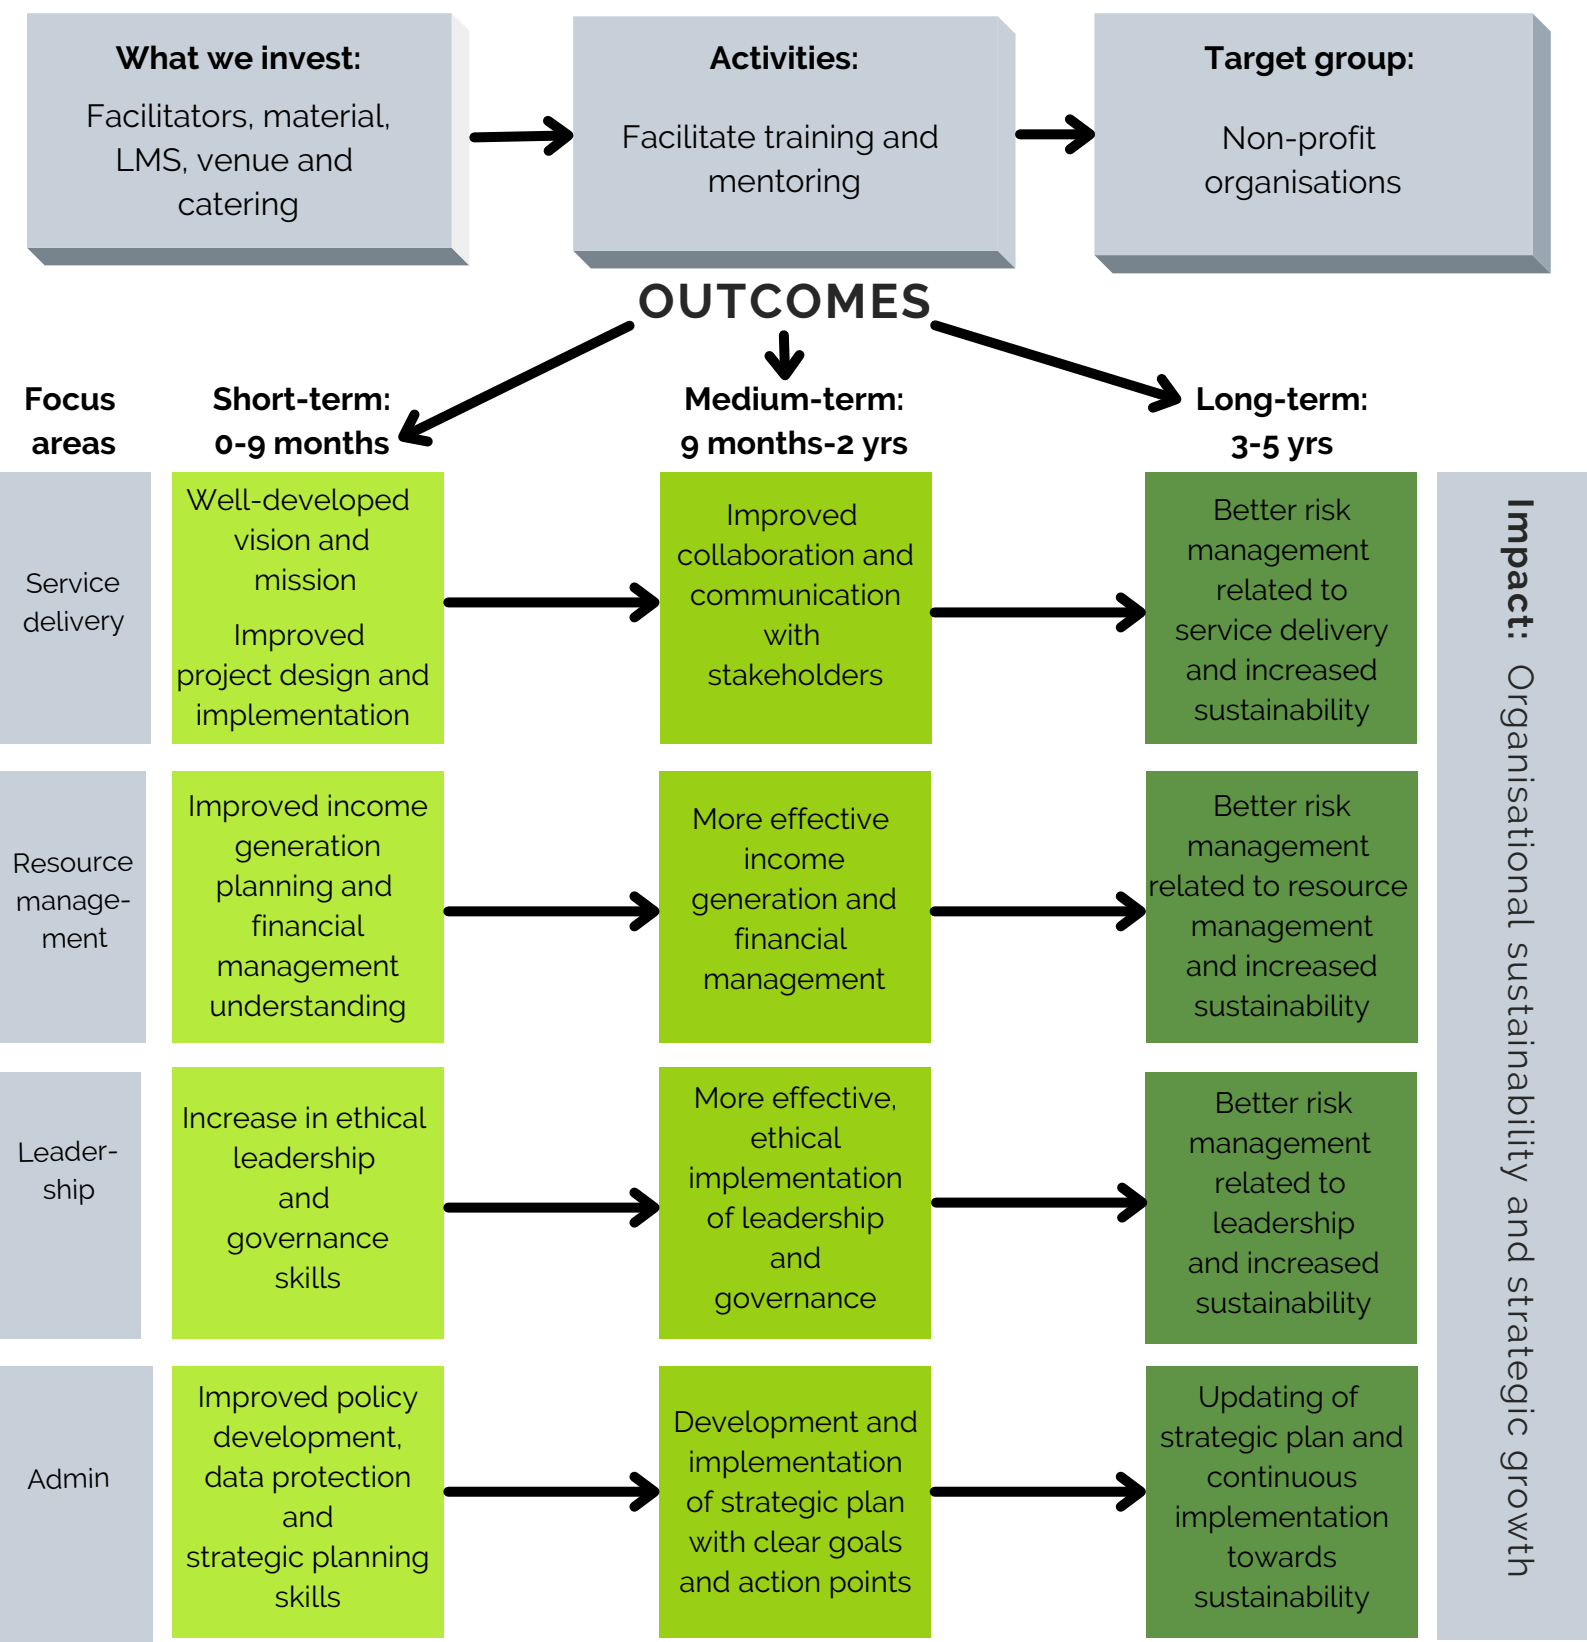 What we invest:
Facilitators, material,
LMS, venue and
catering
Activities:
Facilitate training and
mentoring
Target group:
Non-profit
organisations
OUTCOMES
Focus
areas
Short-term:
0-9 months
Medium-term:
9 months-2 yrs
Long-term:
3-5 yrs
Service
delivery
Well-developed
vision and
mission
Improved
project design and
implementation
Improved
collaboration and
communication
with
stakeholders
Better risk
management
related to
service delivery
and increased
sustainability
Resource
manage-
ment
Improved income
generation
planning and
financial
management
understanding
More effective
income
generation and
financial
management
Better risk
management
related to resource
management
and increased
sustainability
Leader-
ship
Increase in ethical
leadership
and
governance
skills
More effective,
ethical
implementation
of leadership
and
governance
Better risk
management
related to
leadership
and increased
sustainability
Admin
Improved policy
development,
data protection
and
strategic planning
skills
Development and
implementation
of strategic plan
with clear goals
and action points
Updating of
strategic plan and
continuous
implementation
towards
sustainability
Impact: Organisational sustainability and strategic growth